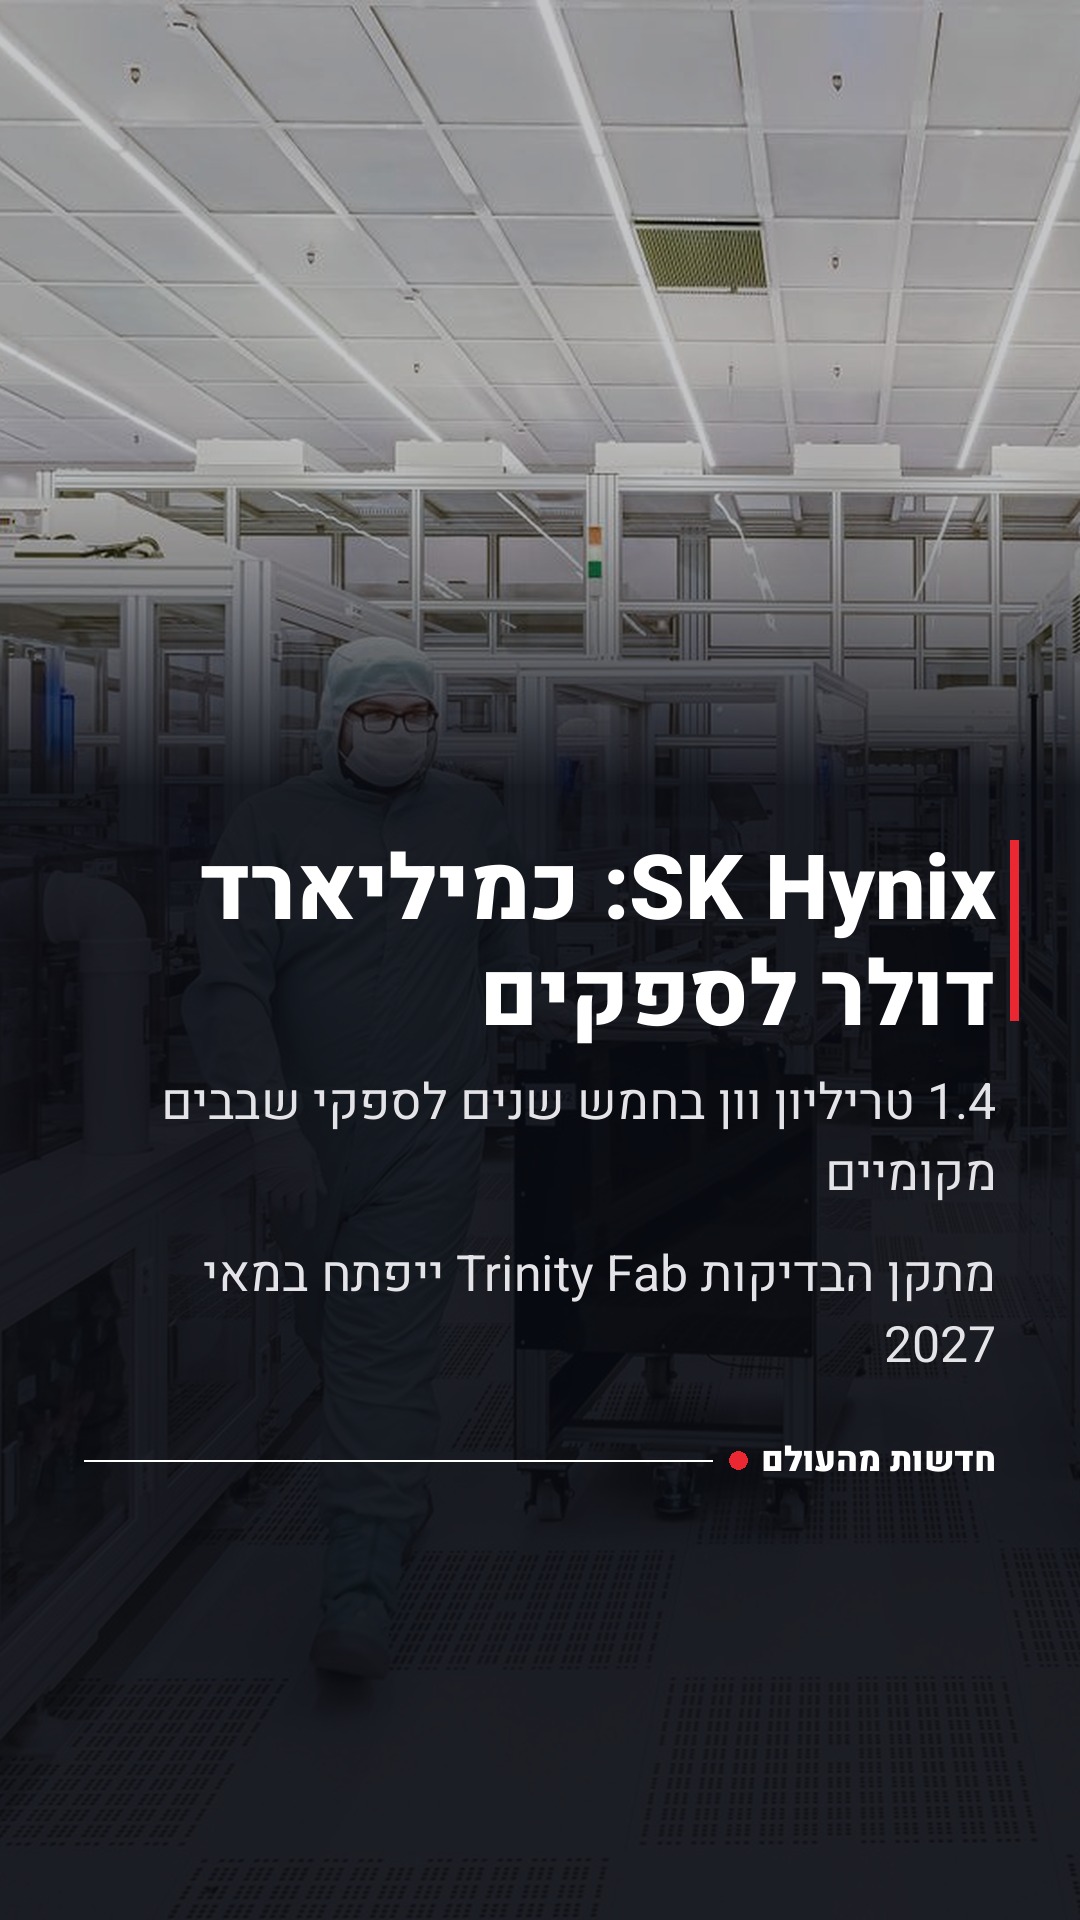 SK Hynix: כמיליארד
דולר לספקים
1.4 טריליון וון בחמש שנים לספקי שבבים
מקומיים
מתקן הבדיקות Trinity Fab ייפתח במאי
2027
חדשות מהעולם